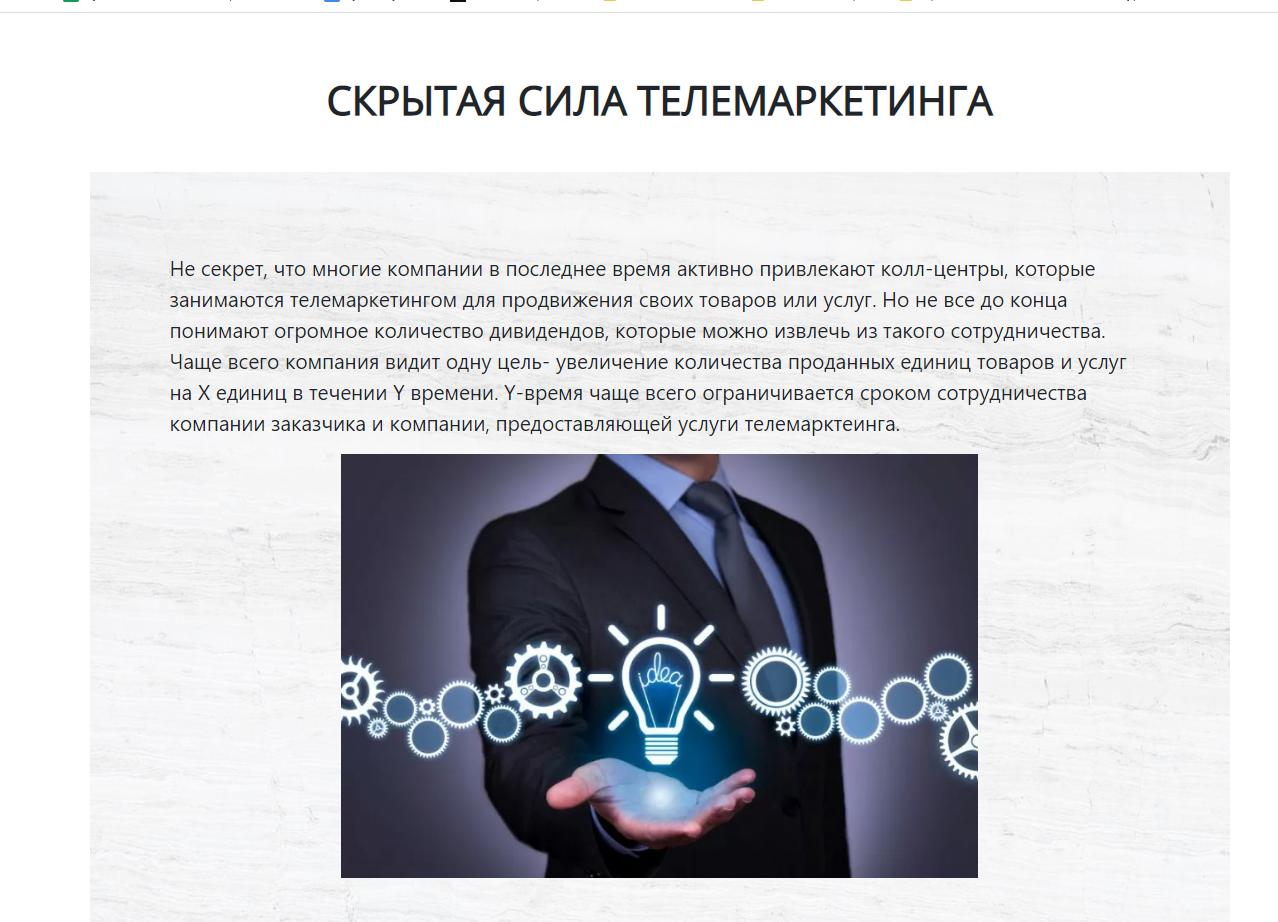 СКРЫТАЯ СИЛА ТЕЛЕМАРКЕТИНГА
Не секрет, что многие компании в последнее время активно привлекают колл-центры, которые
занимаются телемаркетингом для продвижения своих товаров или услуг. Но не все до конца
понимают огромное количество дивидендов, которые можно извлечь из такого сотрудничества.
Чаще всего компания видит одну цель- увеличение количества проданных единиц товаров и услуг
на X единиц в течении Y времени. Y-время чаще всего ограничивается сроком сотрудничества
компании заказчика и компании, предоставляющей услуги телемарктеинга.
idea